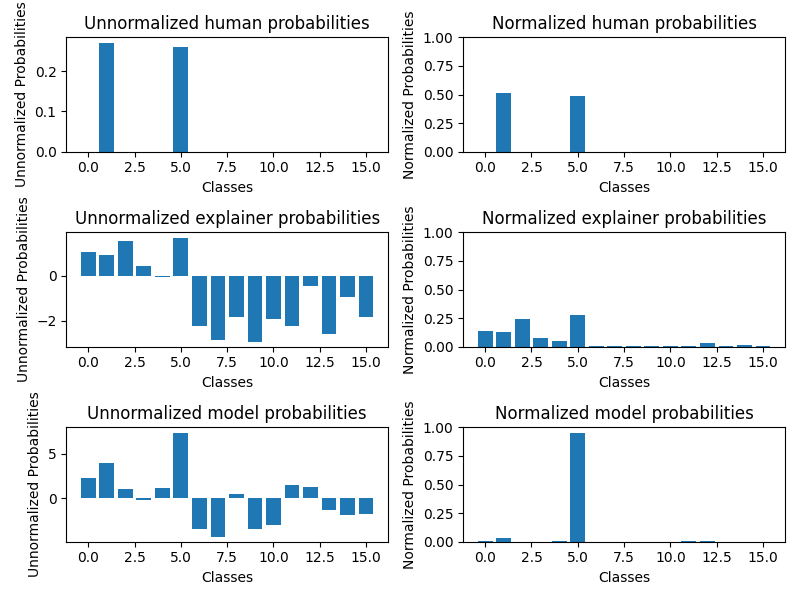 Unnormalized human probabilities
Unnormalized Probabilities
0.2
0.1
0.0
0.0 2.5 5.0 7.5 10.0 12.5 15.0
Classes
Normalized human probabilities
Normalized Probabilities
1.00
0.75
0.50
0.25
0.00
0.0 2.5 5.0 7.5 10.0 12.5 15.0
Classes
Unnormalized explainer probabilities
Unnormalized Probabilities
0
−2
0.0 2.5 5.0 7.5 10.0 12.5 15.0
Classes
Normalized explainer probabilities
Normalized Probabilities
1.00
0.75
0.50
0.25
0.00
0.0 2.5 5.0 7.5 10.0 12.5 15.0
Classes
Unnormalized model probabilities
Unnormalized Probabilities
5
0
0.0 2.5 5.0 7.5 10.0 12.5 15.0
Classes
Normalized model probabilities
Normalized Probabilities
1.00
0.75
0.50
0.25
0.00
0.0 2.5 5.0 7.5 10.0 12.5 15.0
Classes